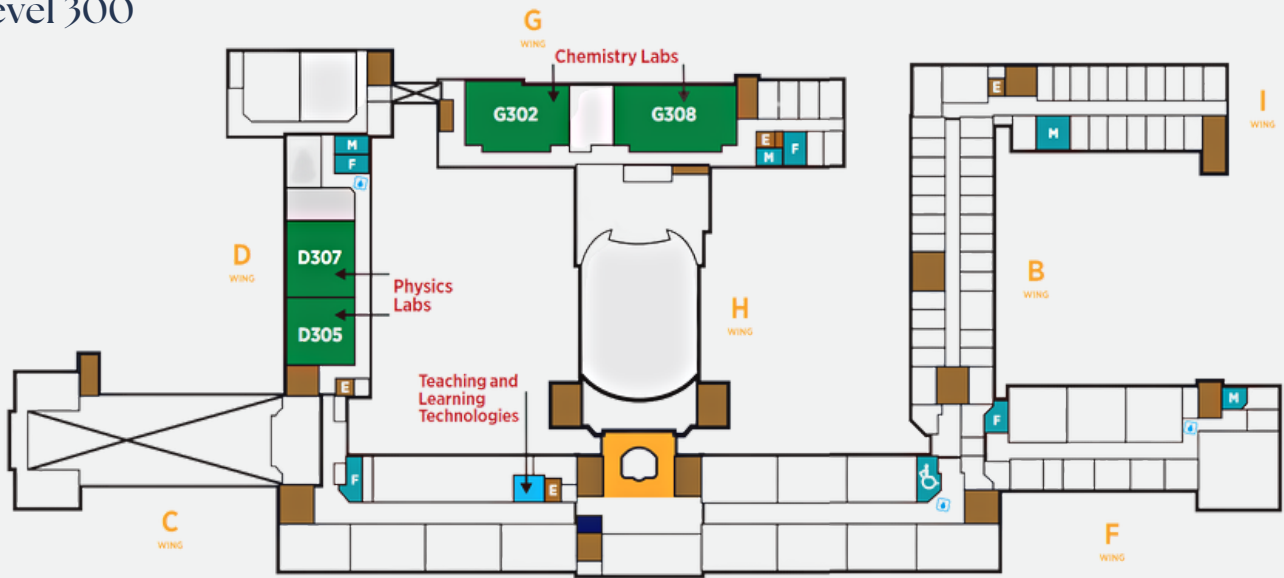 evel 300
G
WING
Chemistry Labs
G302
G308
E
M
F
E
M
I
WING
M
F
D307
D
WING
Physics
Labs
D305
E
B
WING
H
WING
Teaching and
Learning
Technologies
F
E
F
M
C
WING
F
WING